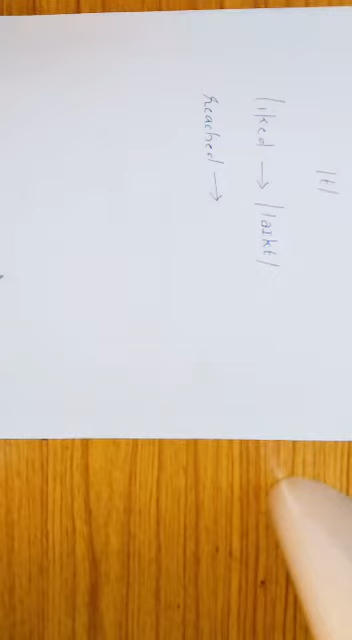 /t/
liked → /laɪkt/
reached →